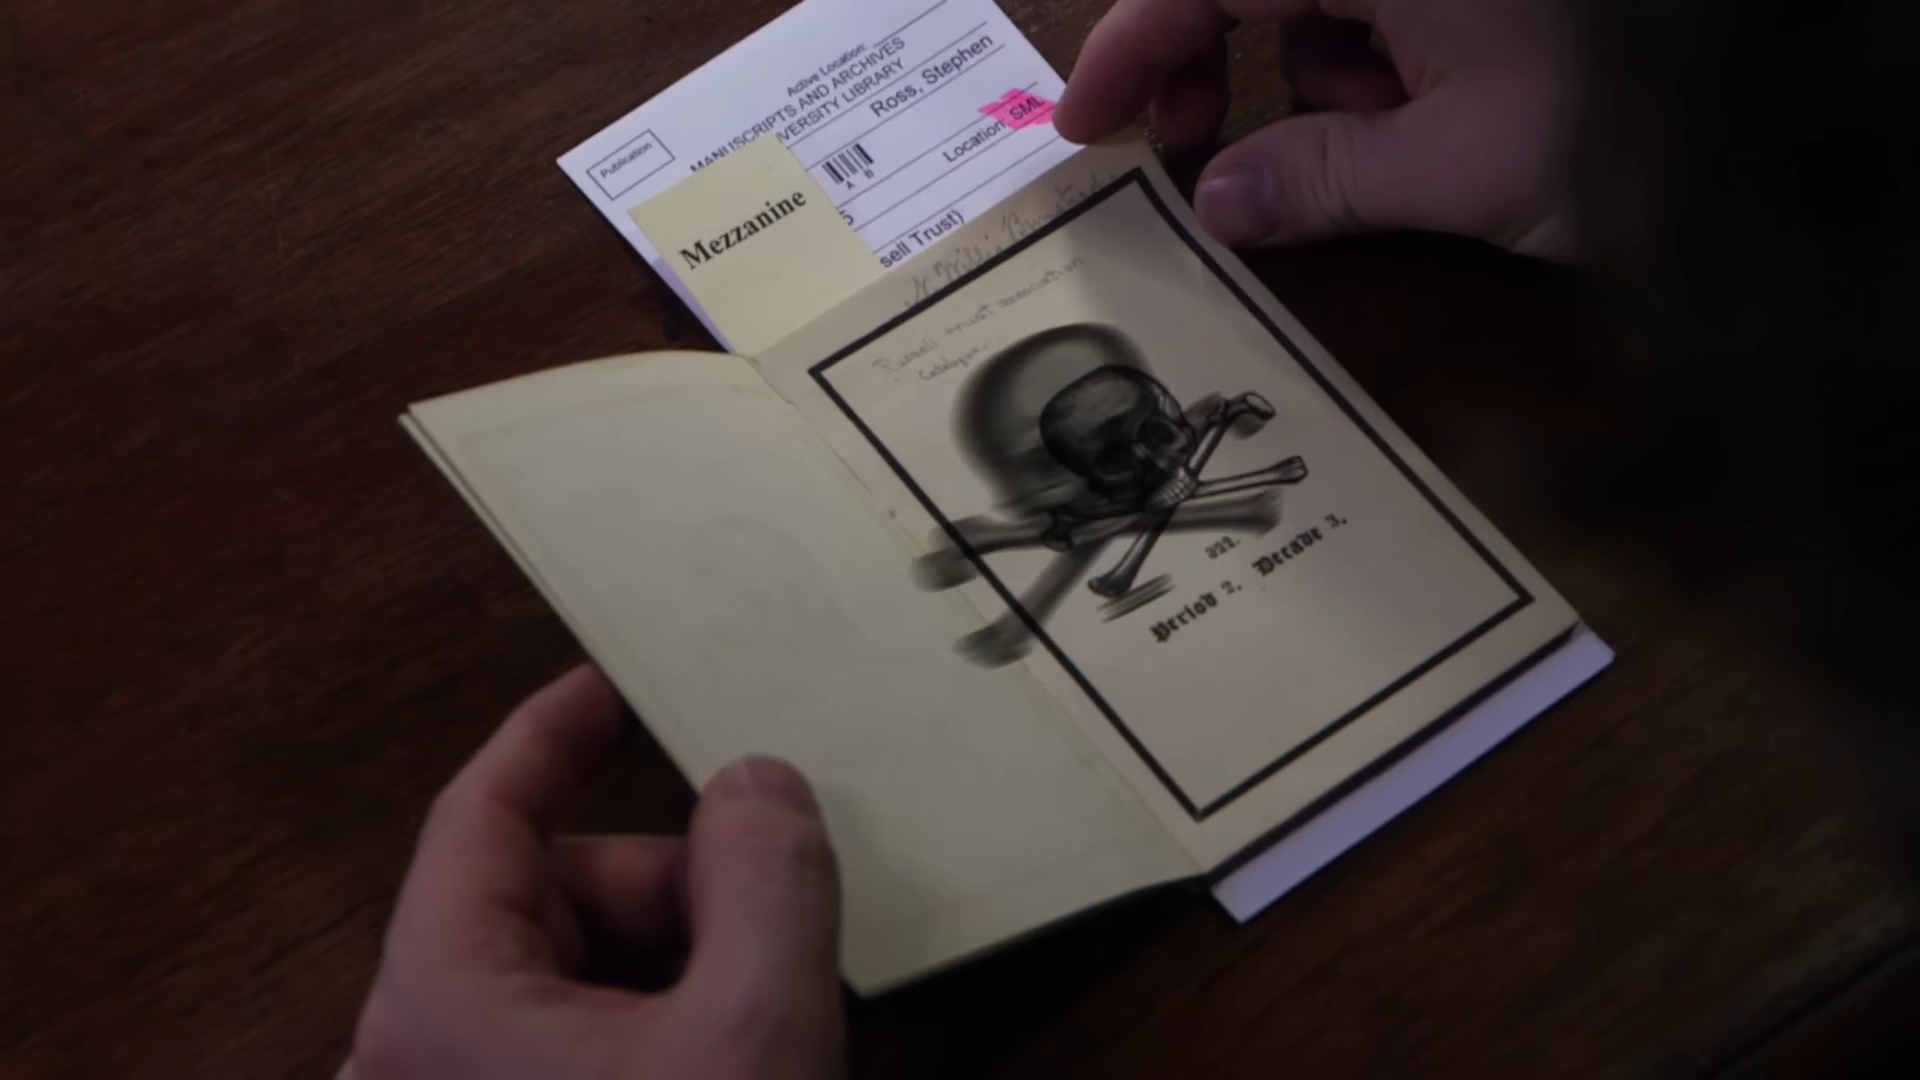 Active Location:
MANUSCRIPTS AND ARCHIVES
VERSITY LIBRARY
Publication
Ross, Stephen
Location SML
A B
5
sell Trust)
Mezzanine
Russell trust association
Catalogue.
322.
Period 2. Decade 3.